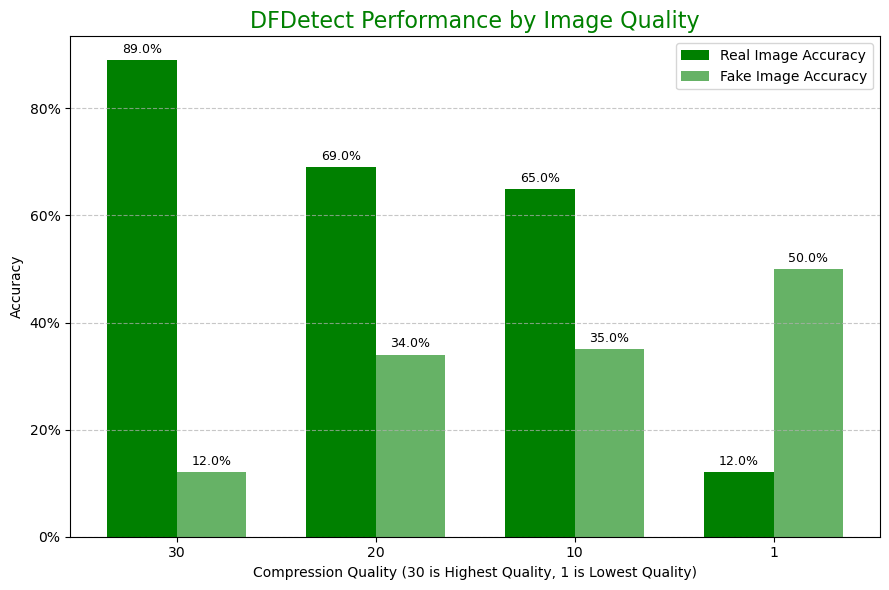 DFDetect Performance by Image Quality
Real Image Accuracy
Fake Image Accuracy
89.0%
69.0%
65.0%
50.0%
34.0%
35.0%
12.0%
12.0%
80%
60%
40%
20%
0%
Accuracy
30 20 10 1
Compression Quality (30 is Highest Quality, 1 is Lowest Quality)